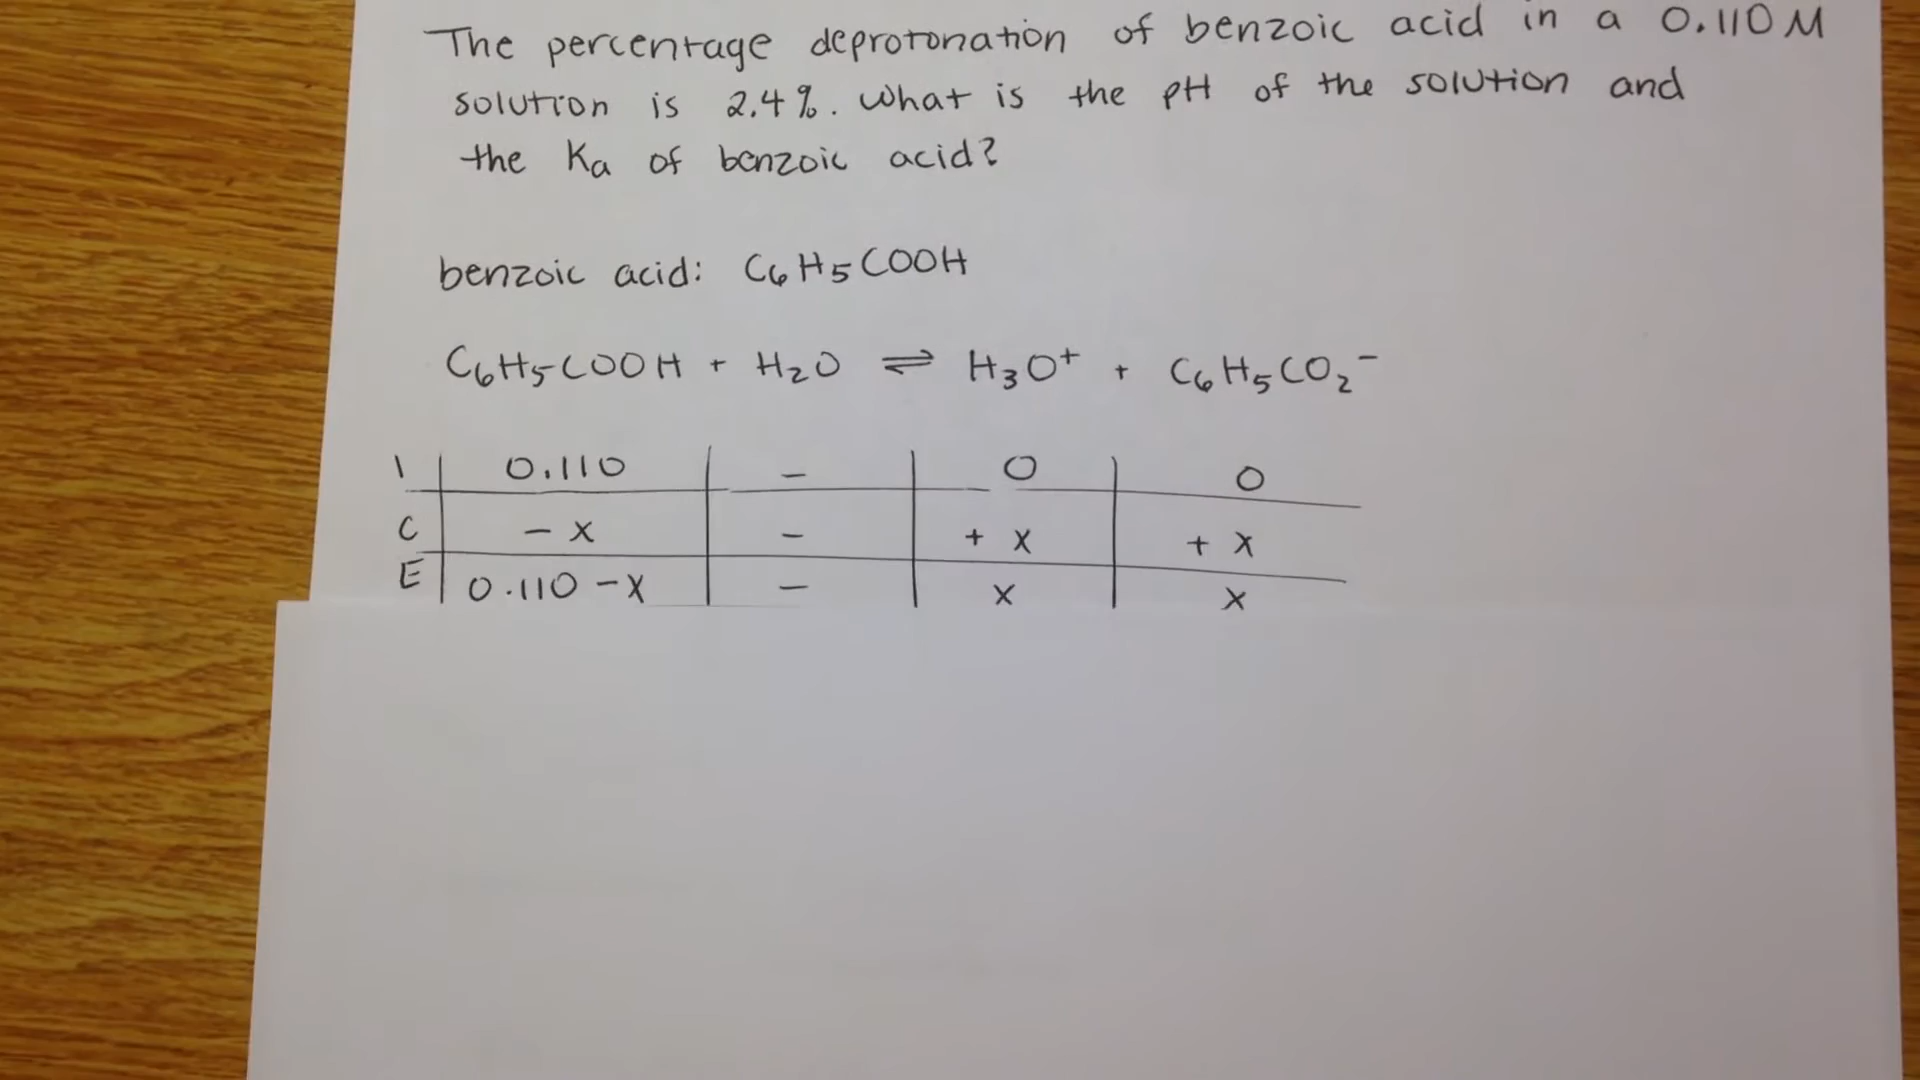 The percentage deprotonation of benzoic acid in a 0.110 M
solution is 2.4%. What is the pH of the solution and
the Ka of benzoic acid?
benzoic acid: C6H5COOH
C6H5COOH + H2O ⇌ H3O+ + C6H5CO2-
I 0.110 - 0 0
C - x - + x + x
E 0.110 - x - x x